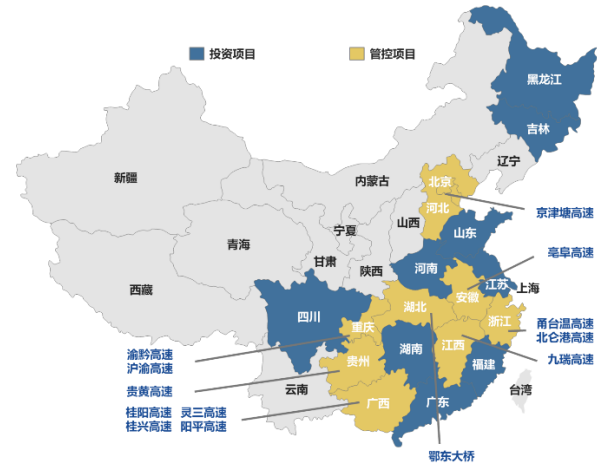 投资项目
管控项目
黑龙江
吉林
辽宁
内蒙古
新疆
北京
河北
京津塘高速
山西
山东
宁夏
青海
甘肃
陕西
河南
亳阜高速
西藏
江苏
上海
安徽
四川
湖北
重庆
浙江
甬台温高速
北仑港高速
渝黔高速
沪渝高速
湖南
江西
九瑞高速
贵州
福建
贵黄高速
云南
台湾
广西
广东
桂阳高速 灵三高速
桂兴高速 阳平高速
鄂东大桥